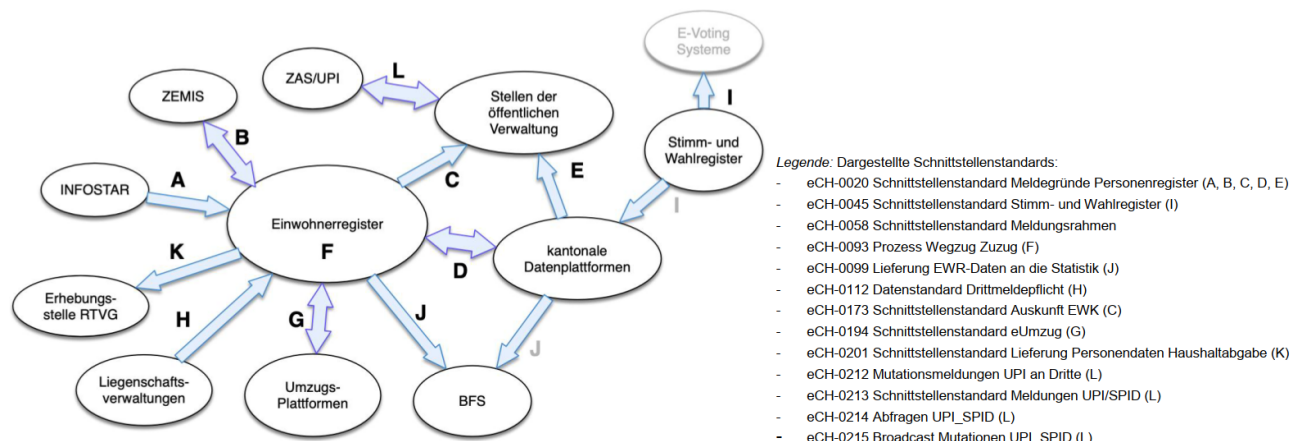 E-Voting
Systeme
ZAS/UPI
L
ZEMIS
Stellen der
öffentlichen
Verwaltung
I
B
Stimm- und
Wahlregister
A
C
E
INFOSTAR
I
Einwohnerregister
F
kantonale
Datenplattformen
K
D
Erhebungs-
stelle RTVG
H
G
J
J
Liegenschafts-
verwaltungen
Umzugs-
Plattformen
BFS
Legende: Dargestellte Schnittstellenstandards:
- eCH-0020 Schnittstellenstandard Meldegründe Personenregister (A, B, C, D, E)
- eCH-0045 Schnittstellenstandard Stimm- und Wahlregister (I)
- eCH-0058 Schnittstellenstandard Meldungsrahmen
- eCH-0093 Prozess Wegzug Zuzug (F)
- eCH-0099 Lieferung EWR-Daten an die Statistik (J)
- eCH-0112 Datenstandard Drittmeldepflicht (H)
- eCH-0173 Schnittstellenstandard Auskunft EWK (C)
- eCH-0194 Schnittstellenstandard eUmzug (G)
- eCH-0201 Schnittstellenstandard Lieferung Personendaten Haushaltabgabe (K)
- eCH-0212 Mutationsmeldungen UPI an Dritte (L)
- eCH-0213 Schnittstellenstandard Meldungen UPI/SPID (L)
- eCH-0214 Abfragen UPI_SPID (L)
- eCH-0215 Broadcast Mutationen UPI_SPID (L)